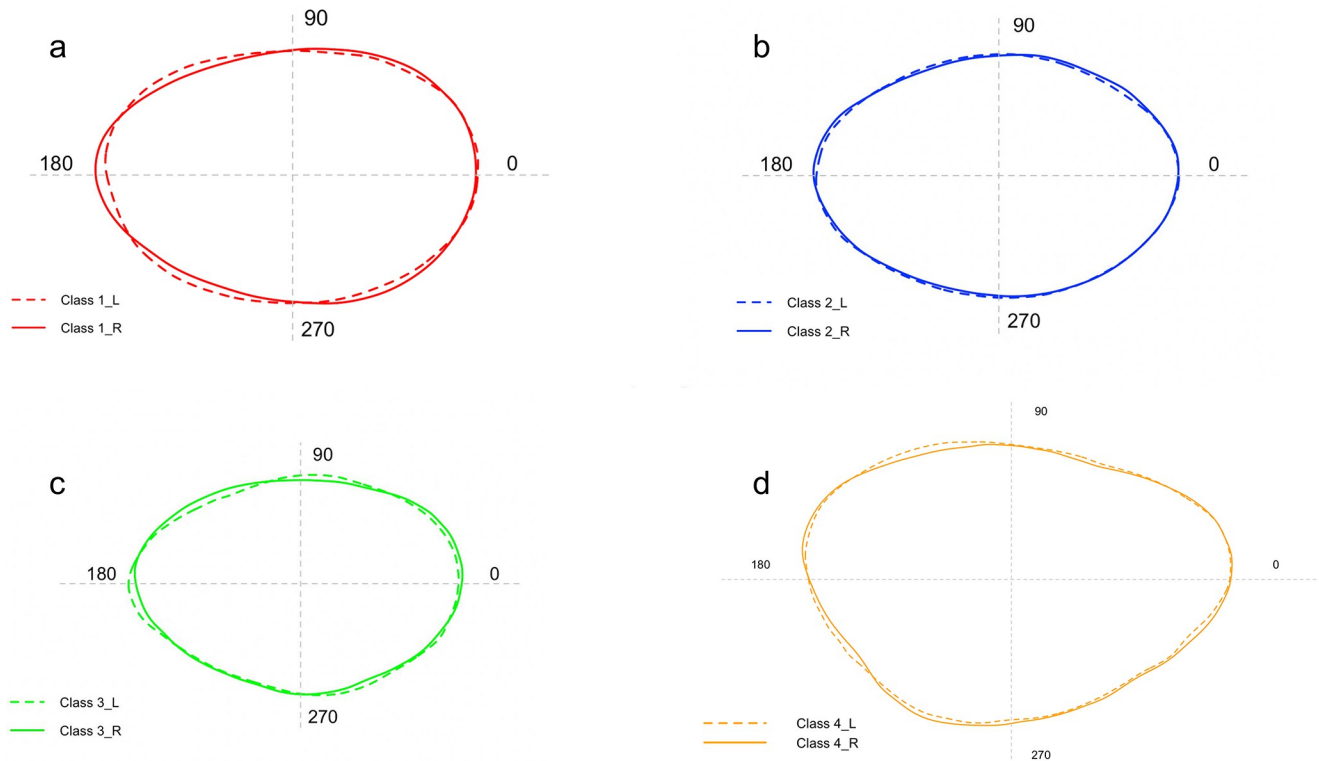 a
90
180
0
270
Class 1_L
Class 1_R
b
90
180
0
270
Class 2_L
Class 2_R
c
90
180
0
270
Class 3_L
Class 3_R
d
90
180
0
270
Class 4_L
Class 4_R